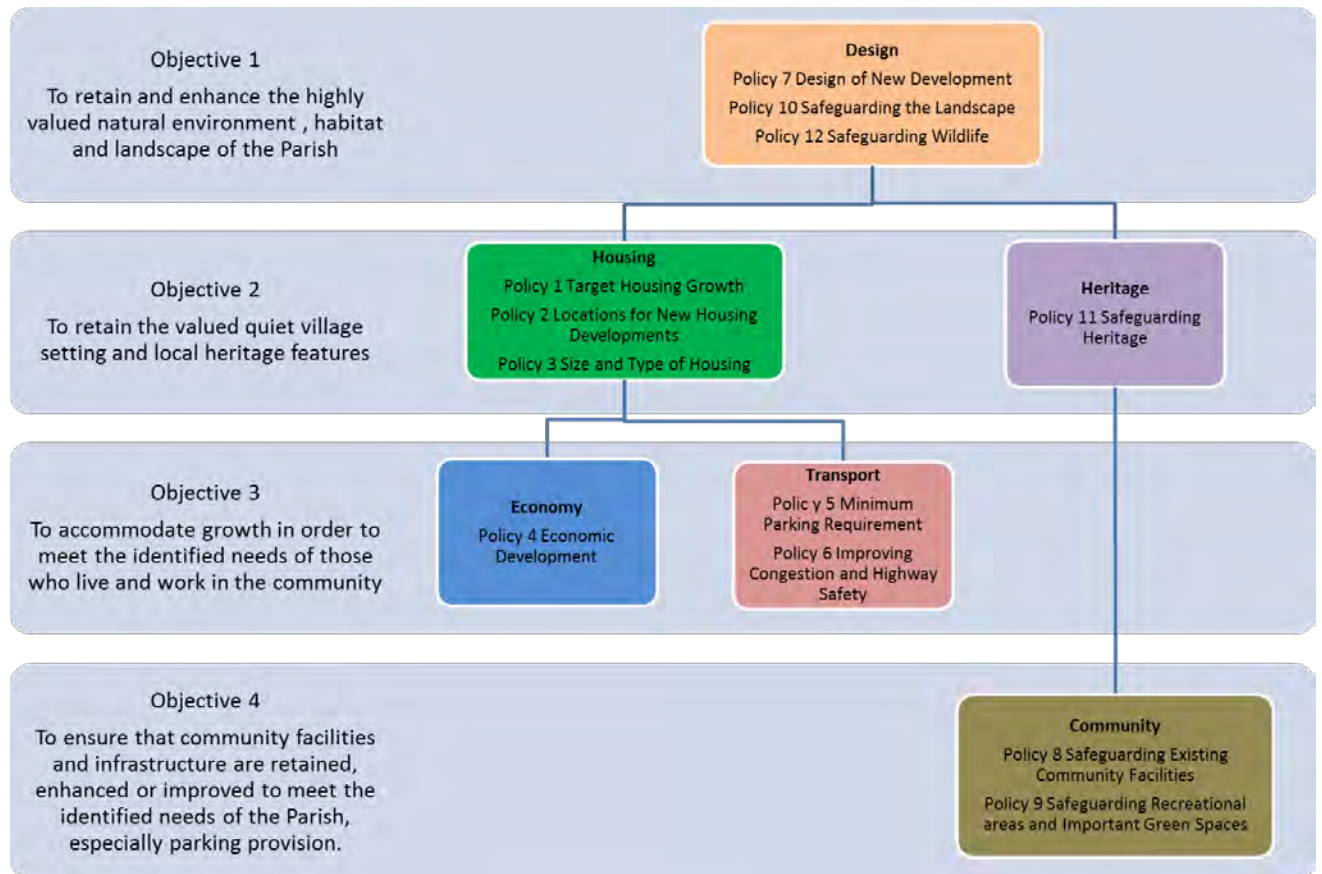 Objective 1
To retain and enhance the highly
valued natural environment , habitat
and landscape of the Parish
Design
Policy 7 Design of New Development
Policy 10 Safeguarding the Landscape
Policy 12 Safeguarding Wildlife
Objective 2
To retain the valued quiet village
setting and local heritage features
Housing
Policy 1 Target Housing Growth
Policy 2 Locations for New Housing
Developments
Policy 3 Size and Type of Housing
Heritage
Policy 11 Safeguarding
Heritage
Objective 3
To accommodate growth in order to
meet the identified needs of those
who live and work in the community
Economy
Policy 4 Economic
Development
Transport
Polic y 5 Minimum
Parking Requirement
Policy 6 Improving
Congestion and Highway
Safety
Objective 4
To ensure that community facilities
and infrastructure are retained,
enhanced or improved to meet the
identified needs of the Parish,
especially parking provision.
Community
Policy 8 Safeguarding Existing
Community Facilities
Policy 9 Safeguarding Recreational
areas and Important Green Spaces